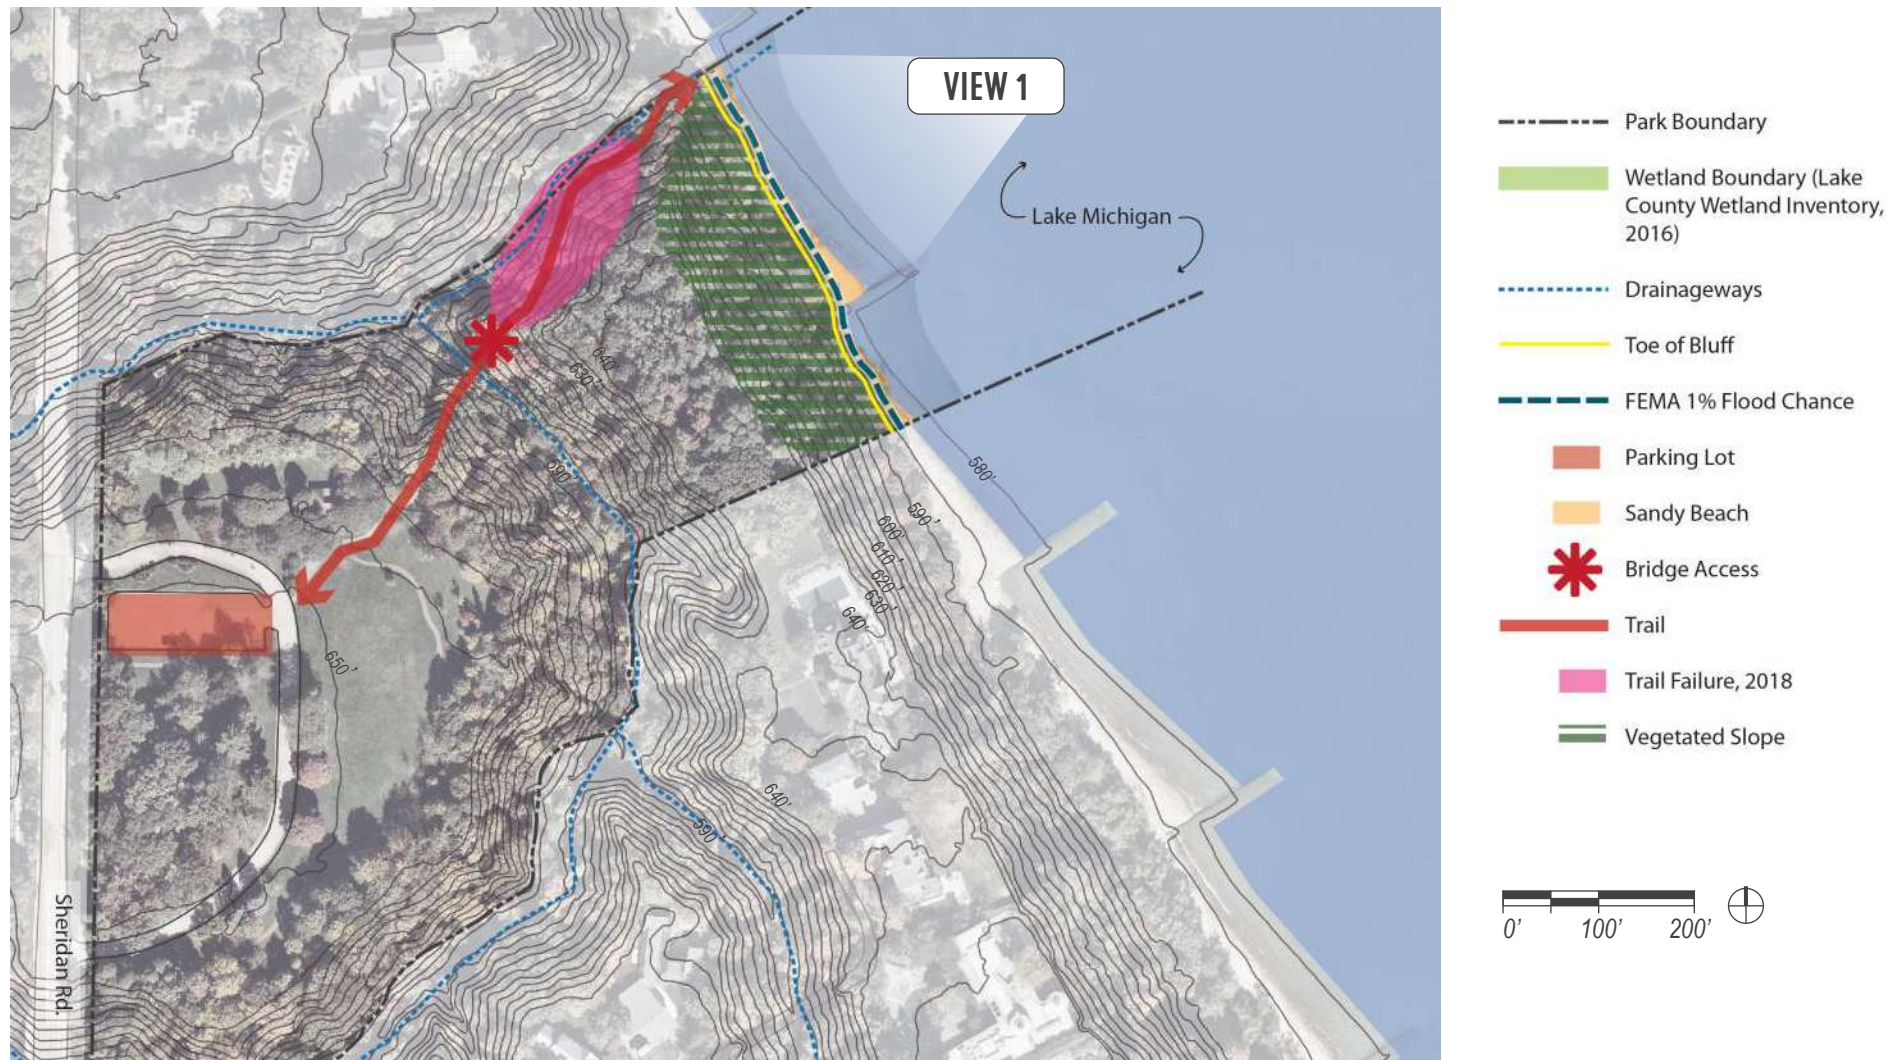 VIEW 1
Lake Michigan
640'
630'
590'
580'
590'
600'
610'
620'
630'
640'
650'
640'
590'
Sheridan Rd.
Park Boundary
Wetland Boundary (Lake
County Wetland Inventory,
2016)
Drainageways
Toe of Bluff
FEMA 1% Flood Chance
Parking Lot
Sandy Beach
Bridge Access
Trail
Trail Failure, 2018
Vegetated Slope
0' 100' 200'